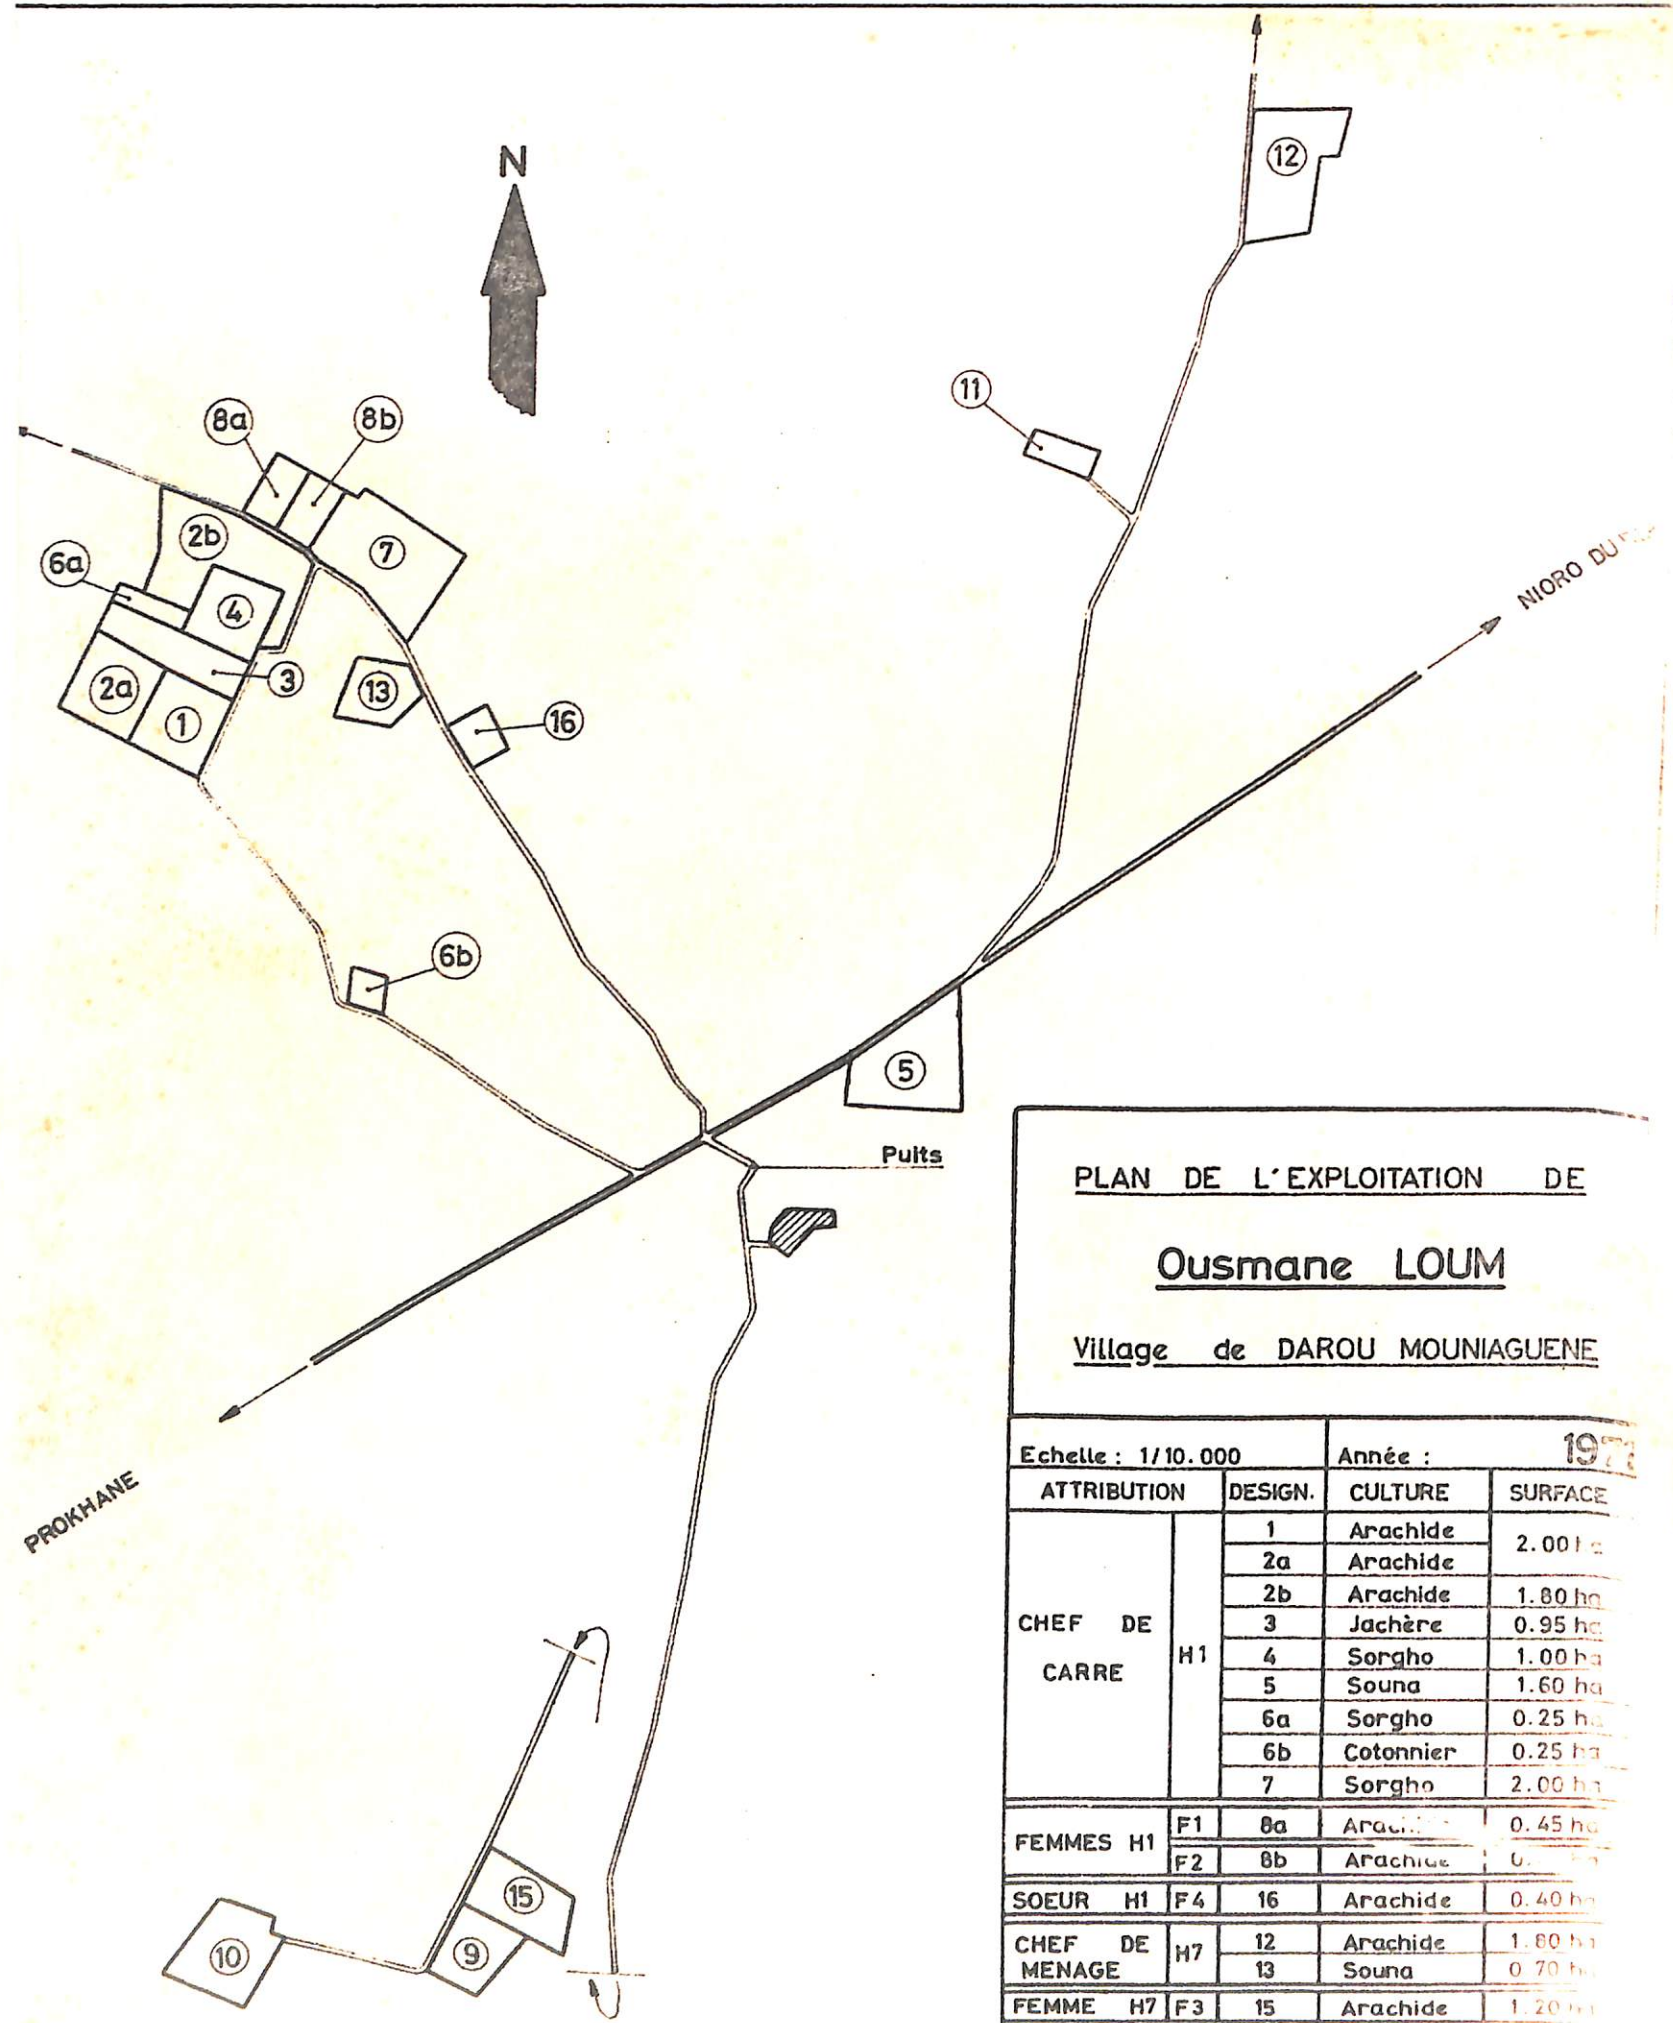 N
12
11
8a
8b
2b
7
6a
4
NIORO DU
3
2a
13
1
16
6b
5
Puits
PROKHANE
15
10
9
PLAN DE L'EXPLOITATION DE
Ousmane LOUM
Village de DAROU MOUNIAGUENE
Echelle : 1/10.000 Année :
ATTRIBUTION DESIGN. CULTURE SURFACE
CHEF DE CARRE H1 1 Arachide 2.00 ha
2a Arachide
2b Arachide 1.80 ha
3 Jachère 0.95 ha
4 Sorgho 1.00 ha
5 Souna 1.60 ha
6a Sorgho 0.25 ha
6b Cotonnier 0.25 ha
7 Sorgho 2.00 ha
FEMMES H1 F1 8a Arachide 0.45 ha
F2 8b Arachide
SOEUR H1 F4 16 Arachide 0.40 ha
CHEF DE MENAGE H7 12 Arachide 1.80 ha
13 Souna 0.70 ha
FEMME H7 F3 15 Arachide 1.20 ha